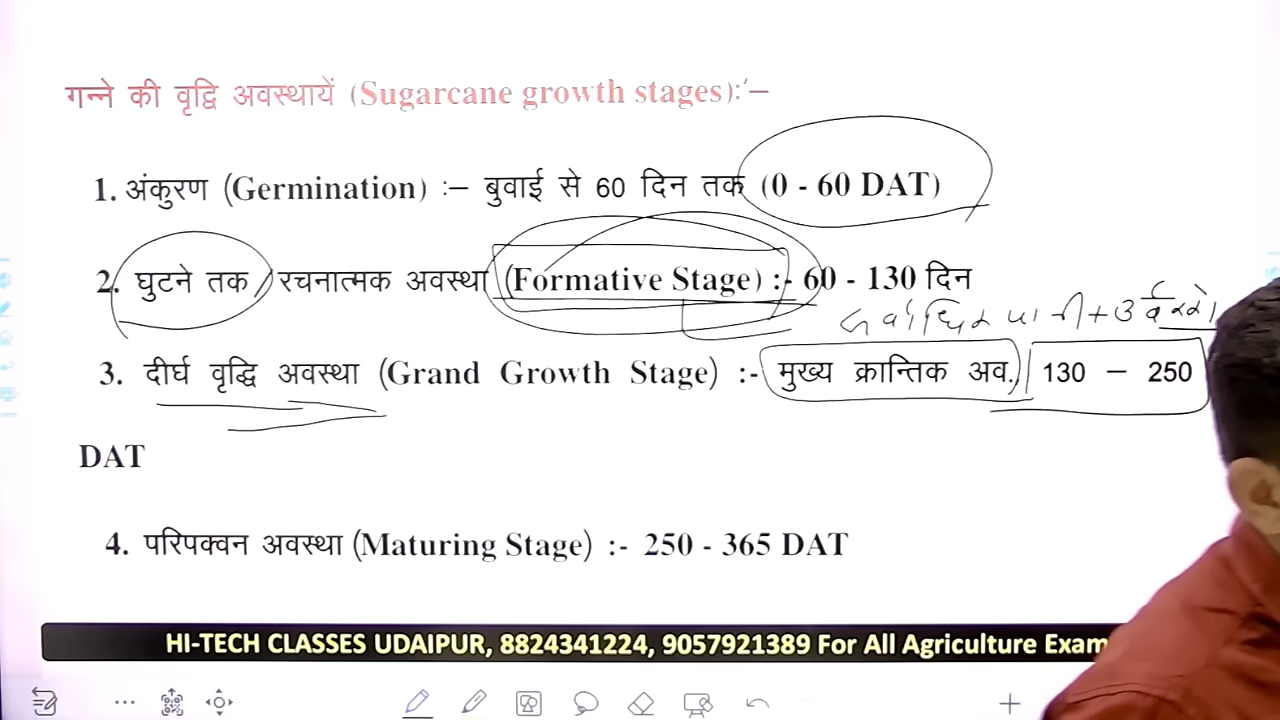 गन्ने की वृद्वि अवस्थायें (Sugarcane growth stages):–
1. अंकुरण (Germination) :– बुवाई से 60 दिन तक (0 - 60 DAT)
2. घुटने तक / रचनात्मक अवस्था (Formative Stage) :- 60 - 130 दिन
पानी +
3. दीर्घ वृद्धि अवस्था (Grand Growth Stage) :- मुख्य क्रान्तिक अव., 130 – 250
DAT
4. परिपक्वन अवस्था (Maturing Stage) :- 250 - 365 DAT
HI-TECH CLASSES UDAIPUR, 8824341224, 9057921389 For All Agriculture Exam